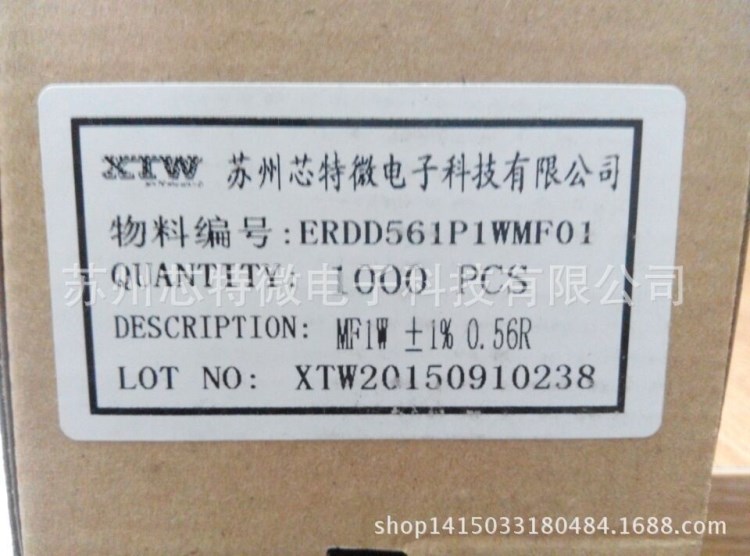 XTW 苏州芯特微电子科技有限公司
物料编号:ERDD561P1WMF01
QUANTITY: 1000 PCS
苏州芯特微电子科技有限公司
DESCRIPTION: MF1W ±1% 0.56R
LOT NO: XTW20150910238
shop1415033180484.1688.com